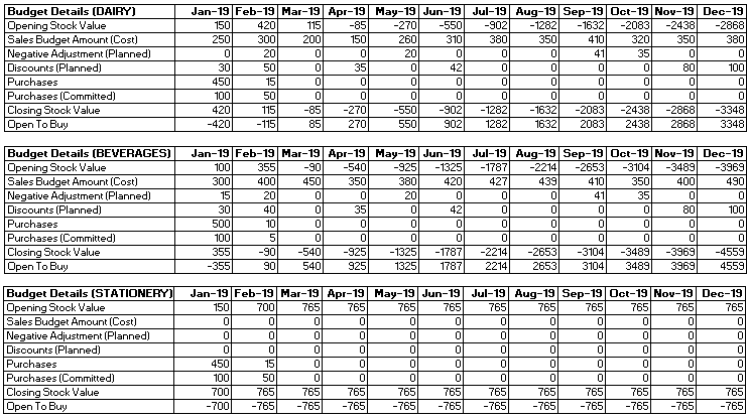 Budget Details (DAIRY) Jan-19 Feb-19 Mar-19 Apr-19 May-19 Jun-19 Jul-19 Aug-19 Sep-19 Oct-19 Nov-19 Dec-19
Opening Stock Value 150 420 115 -85 -270 -550 -902 -1282 -1632 -2083 -2438 -2868
Sales Budget Amount (Cost) 250 300 200 150 260 310 380 350 410 320 350 380
Negative Adjustment (Planned) 0 20 0 0 20 0 0 0 41 35 0 0
Discounts (Planned) 30 50 0 35 0 42 0 0 0 0 80 100
Purchases 450 15 0 0 0 0 0 0 0 0 0 0
Purchases (Committed) 100 50 0 0 0 0 0 0 0 0 0 0
Closing Stock Value 420 115 -85 -270 -550 -902 -1282 -1632 -2083 -2438 -2868 -3348
Open To Buy -420 -115 85 270 550 902 1282 1632 2083 2438 2868 3348
Budget Details (BEVERAGES) Jan-19 Feb-19 Mar-19 Apr-19 May-19 Jun-19 Jul-19 Aug-19 Sep-19 Oct-19 Nov-19 Dec-19
Opening Stock Value 100 355 -90 -540 -925 -1325 -1787 -2214 -2653 -3104 -3489 -3969
Sales Budget Amount (Cost) 300 400 450 350 380 420 427 439 410 350 400 490
Negative Adjustment (Planned) 15 20 0 0 20 0 0 0 41 35 0 0
Discounts (Planned) 30 40 0 35 0 42 0 0 0 0 80 100
Purchases 500 10 0 0 0 0 0 0 0 0 0 0
Purchases (Committed) 100 5 0 0 0 0 0 0 0 0 0 0
Closing Stock Value 355 -90 -540 -925 -1325 -1787 -2214 -2653 -3104 -3489 -3969 -4559
Open To Buy -355 90 540 925 1325 1787 2214 2653 3104 3489 3969 4559
Budget Details (STATIONERY) Jan-19 Feb-19 Mar-19 Apr-19 May-19 Jun-19 Jul-19 Aug-19 Sep-19 Oct-19 Nov-19 Dec-19
Opening Stock Value 150 700 765 765 765 765 765 765 765 765 765 765
Sales Budget Amount (Cost) 0 0 0 0 0 0 0 0 0 0 0 0
Negative Adjustment (Planned) 0 0 0 0 0 0 0 0 0 0 0 0
Discounts (Planned) 0 0 0 0 0 0 0 0 0 0 0 0
Purchases 450 15 0 0 0 0 0 0 0 0 0 0
Purchases (Committed) 100 50 0 0 0 0 0 0 0 0 0 0
Closing Stock Value 700 765 765 765 765 765 765 765 765 765 765 765
Open To Buy -700 -765 -765 -765 -765 -765 -765 -765 -765 -765 -765 -765